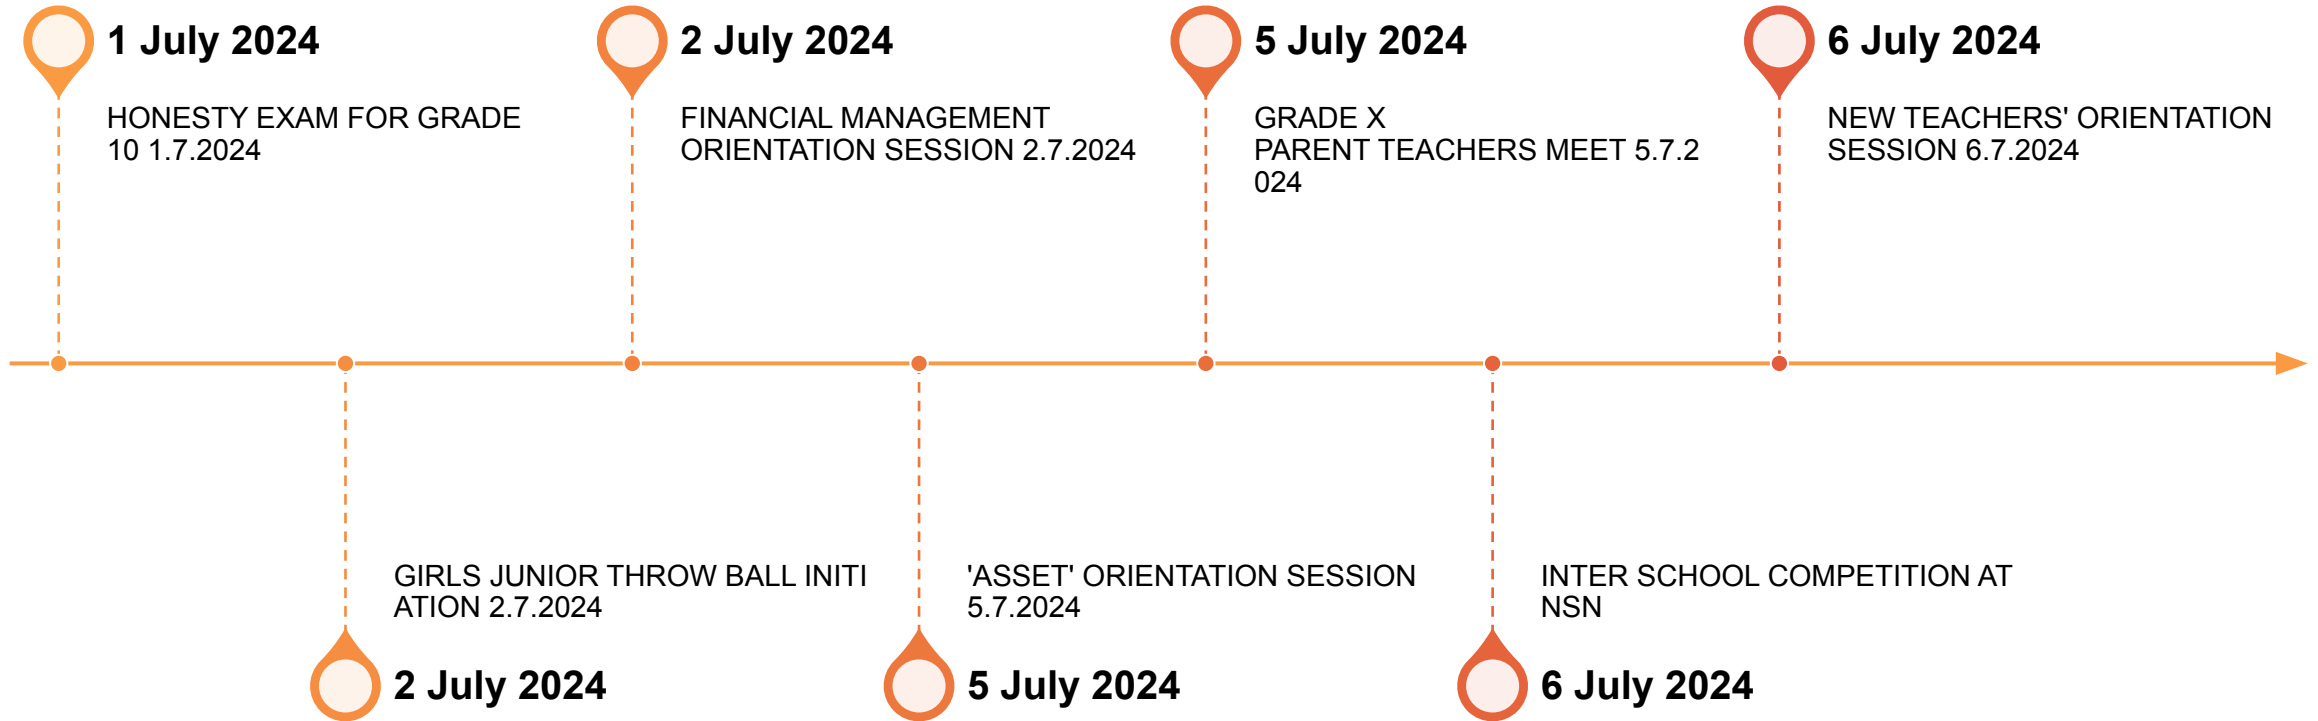 1 July 2024
HONESTY EXAM FOR GRADE
10 1.7.2024
2 July 2024
FINANCIAL MANAGEMENT
ORIENTATION SESSION 2.7.2024
5 July 2024
GRADE X
PARENT TEACHERS MEET 5.7.2
024
6 July 2024
NEW TEACHERS' ORIENTATION
SESSION 6.7.2024
GIRLS JUNIOR THROW BALL INITI
ATION 2.7.2024
2 July 2024
'ASSET' ORIENTATION SESSION
5.7.2024
5 July 2024
INTER SCHOOL COMPETITION AT
NSN
6 July 2024